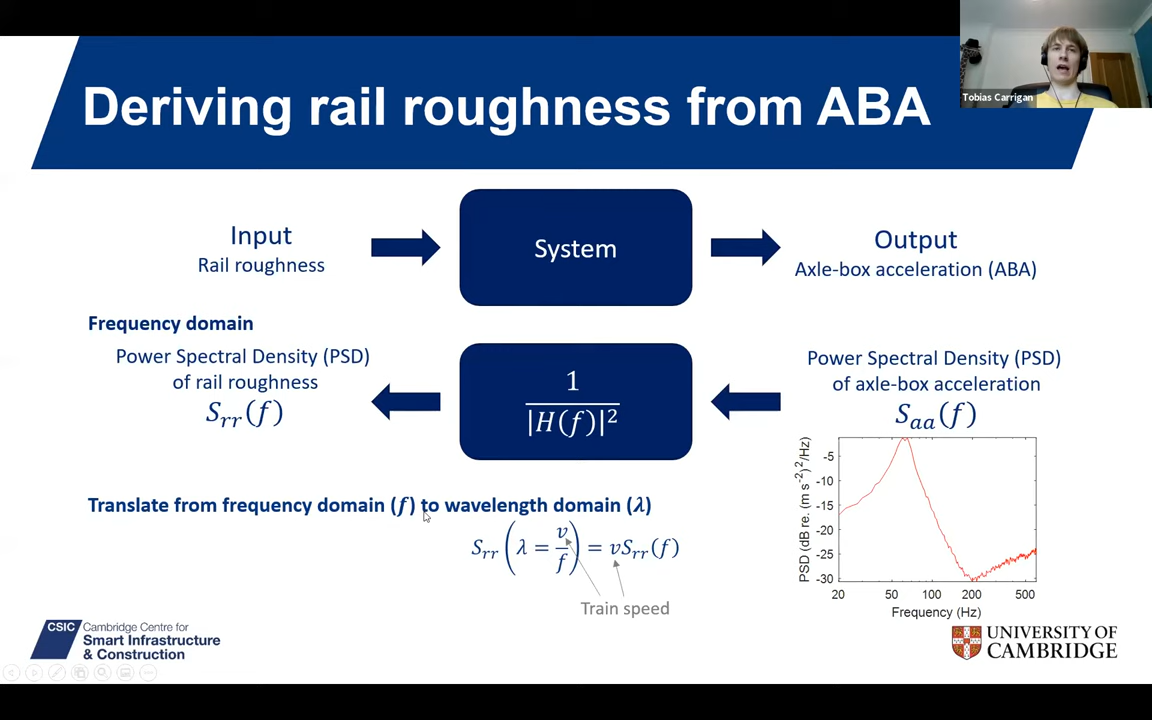 Tobias Carrigan
Deriving rail roughness from ABA
Input
Rail roughness
System
Output
Axle-box acceleration (ABA)
Frequency domain
Power Spectral Density (PSD)
of rail roughness
S_rr(f)
1
|H(f)|²
Power Spectral Density (PSD)
of axle-box acceleration
S_aa(f)
PSD (dB re. (m s⁻²)²/Hz)
-5
-10
-15
-20
-25
-30
20 50 100 200 500
Frequency (Hz)
Translate from frequency domain (f) to wavelength domain (λ)
S_rr(λ = v/f) = vS_rr(f)
Train speed
CSIC
Cambridge Centre for
Smart Infrastructure
& Construction
UNIVERSITY OF
CAMBRIDGE